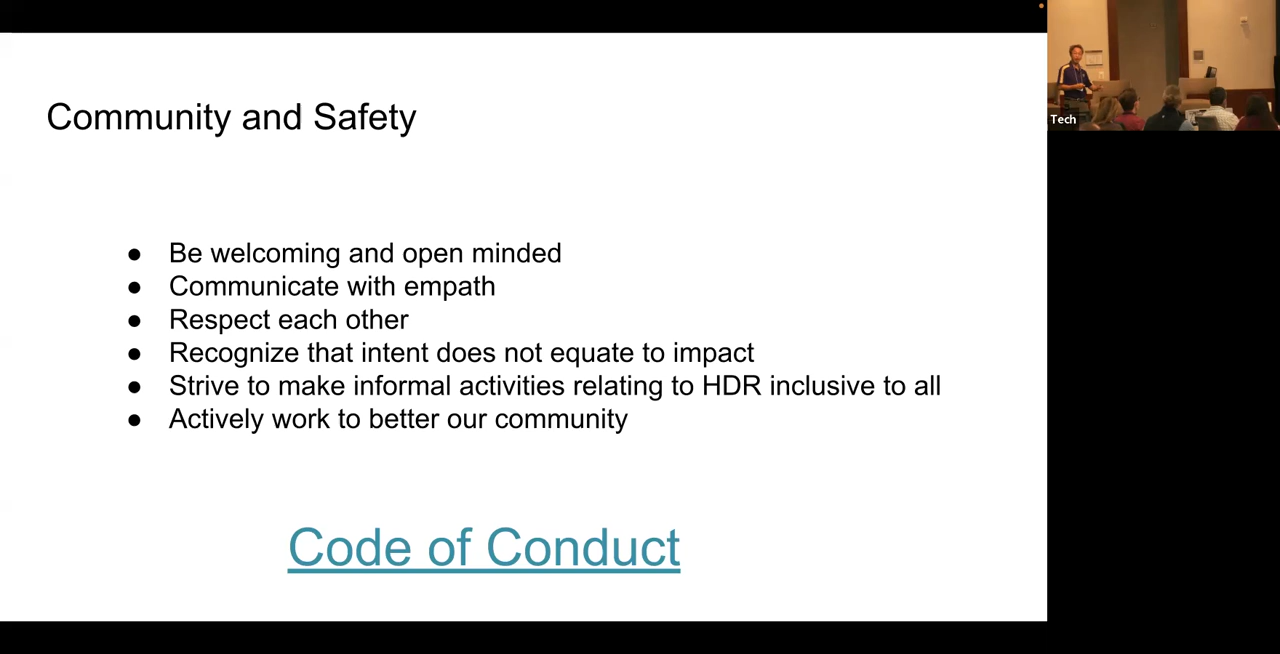 Community and Safety
Tech
● Be welcoming and open minded
● Communicate with empath
● Respect each other
● Recognize that intent does not equate to impact
● Strive to make informal activities relating to HDR inclusive to all
● Actively work to better our community
Code of Conduct